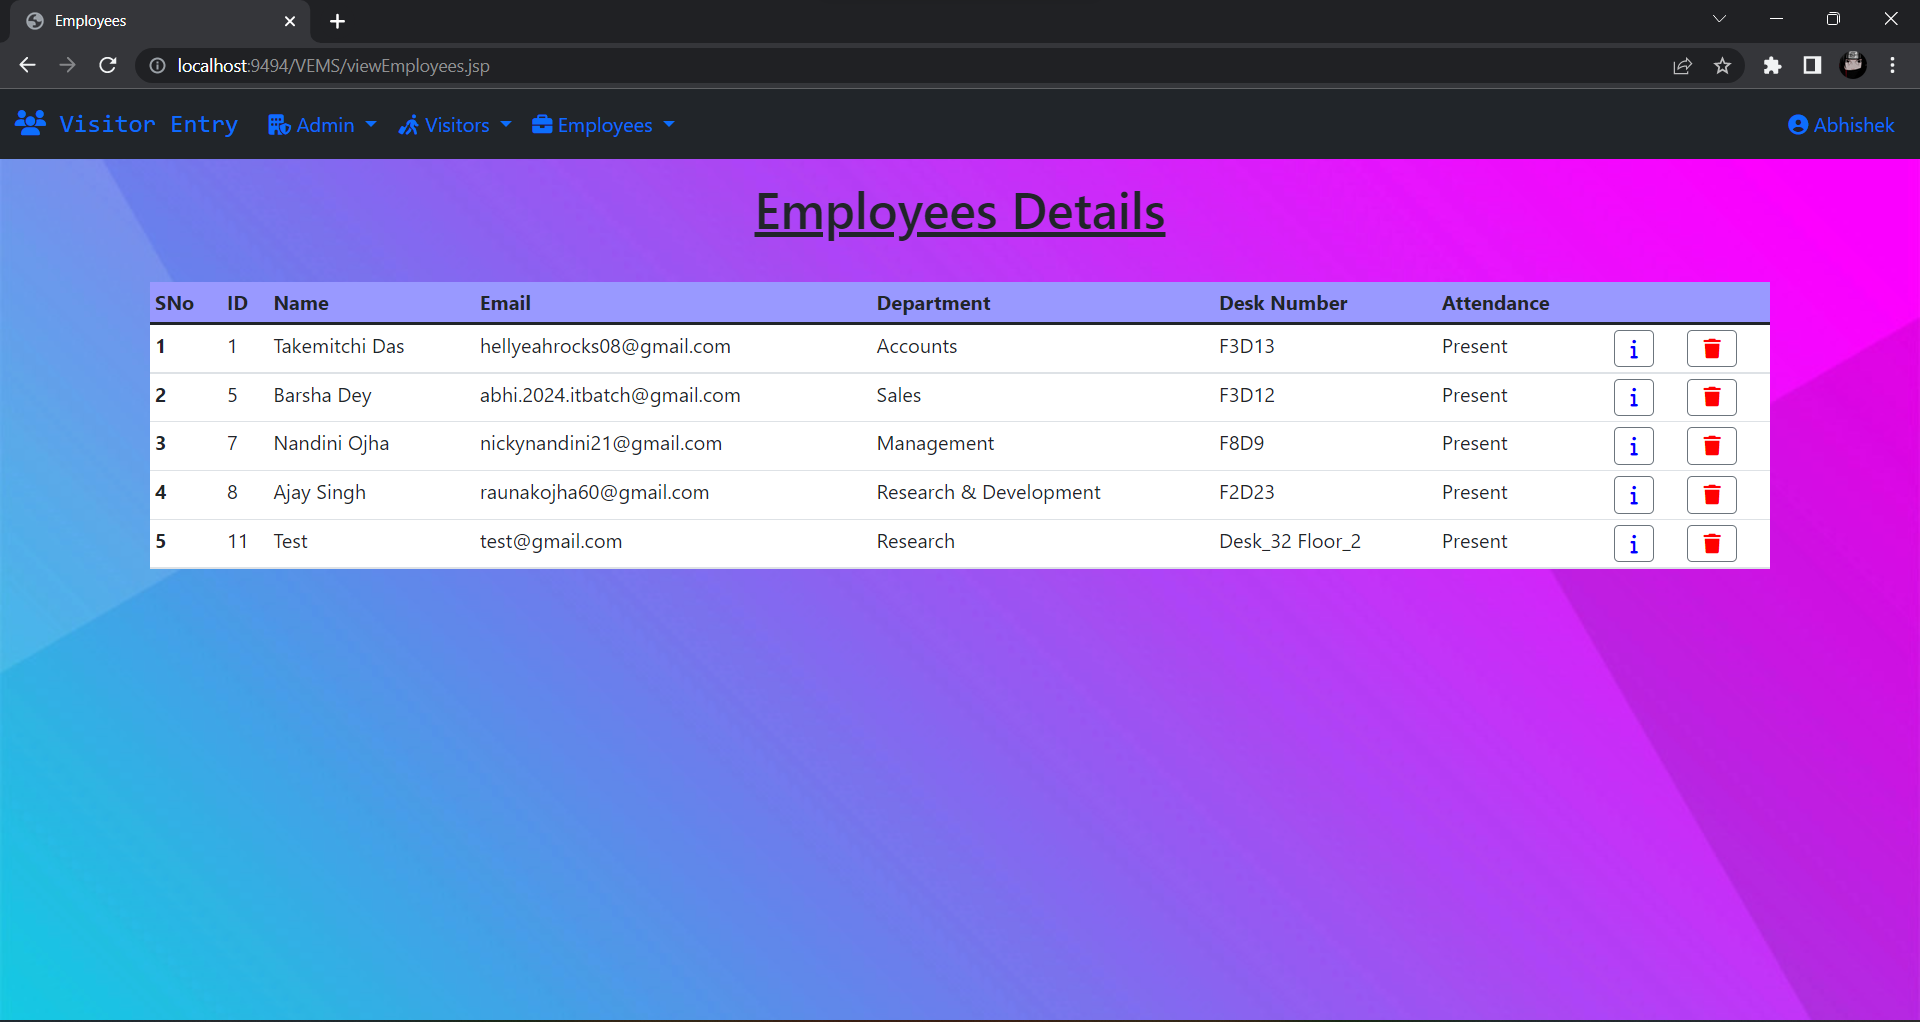 Employees
localhost:9494/VEMS/viewEmployees.jsp
Visitor Entry Admin Visitors Employees Abhishek
Employees Details
SNo ID Name Email Department Desk Number Attendance
1 1 Takemitchi Das hellyeahrocks08@gmail.com Accounts F3D13 Present
2 5 Barsha Dey abhi.2024.itbatch@gmail.com Sales F3D12 Present
3 7 Nandini Ojha nickynandini21@gmail.com Management F8D9 Present
4 8 Ajay Singh raunakojha60@gmail.com Research & Development F2D23 Present
5 11 Test test@gmail.com Research Desk_32 Floor_2 Present